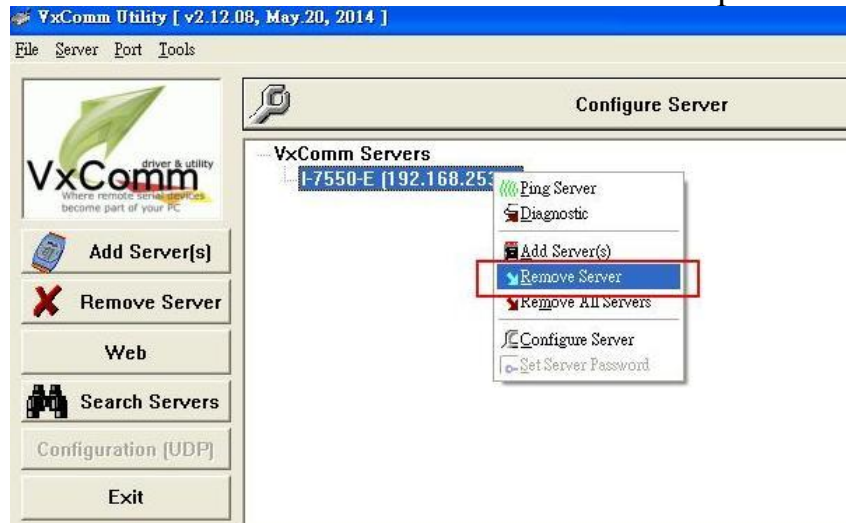 VxComm Utility [ v2.12.08, May.20, 2014 ]
File Server Port Tools
VxComm
driver & utility
Where remote serial devices
become part of your PC
Add Server(s)
Remove Server
Web
Search Servers
Configuration (UDP)
Exit
Configure Server
VxComm Servers
I-7550-E (192.168.253
Ping Server
Diagnostic
Add Server(s)
Remove Server
Remove All Servers
Configure Server
Set Server Password